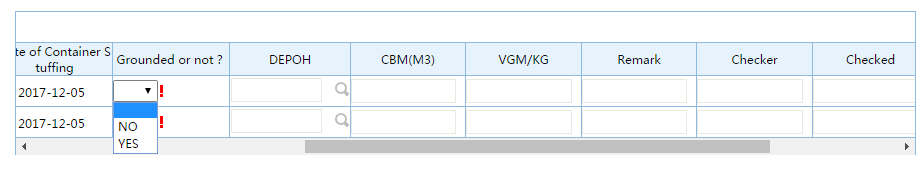 te of Container S
tuffing
Grounded or not ?
DEPOH
CBM(M3)
VGM/KG
Remark
Checker
Checked
2017-12-05
!
2017-12-05
!
NO
YES